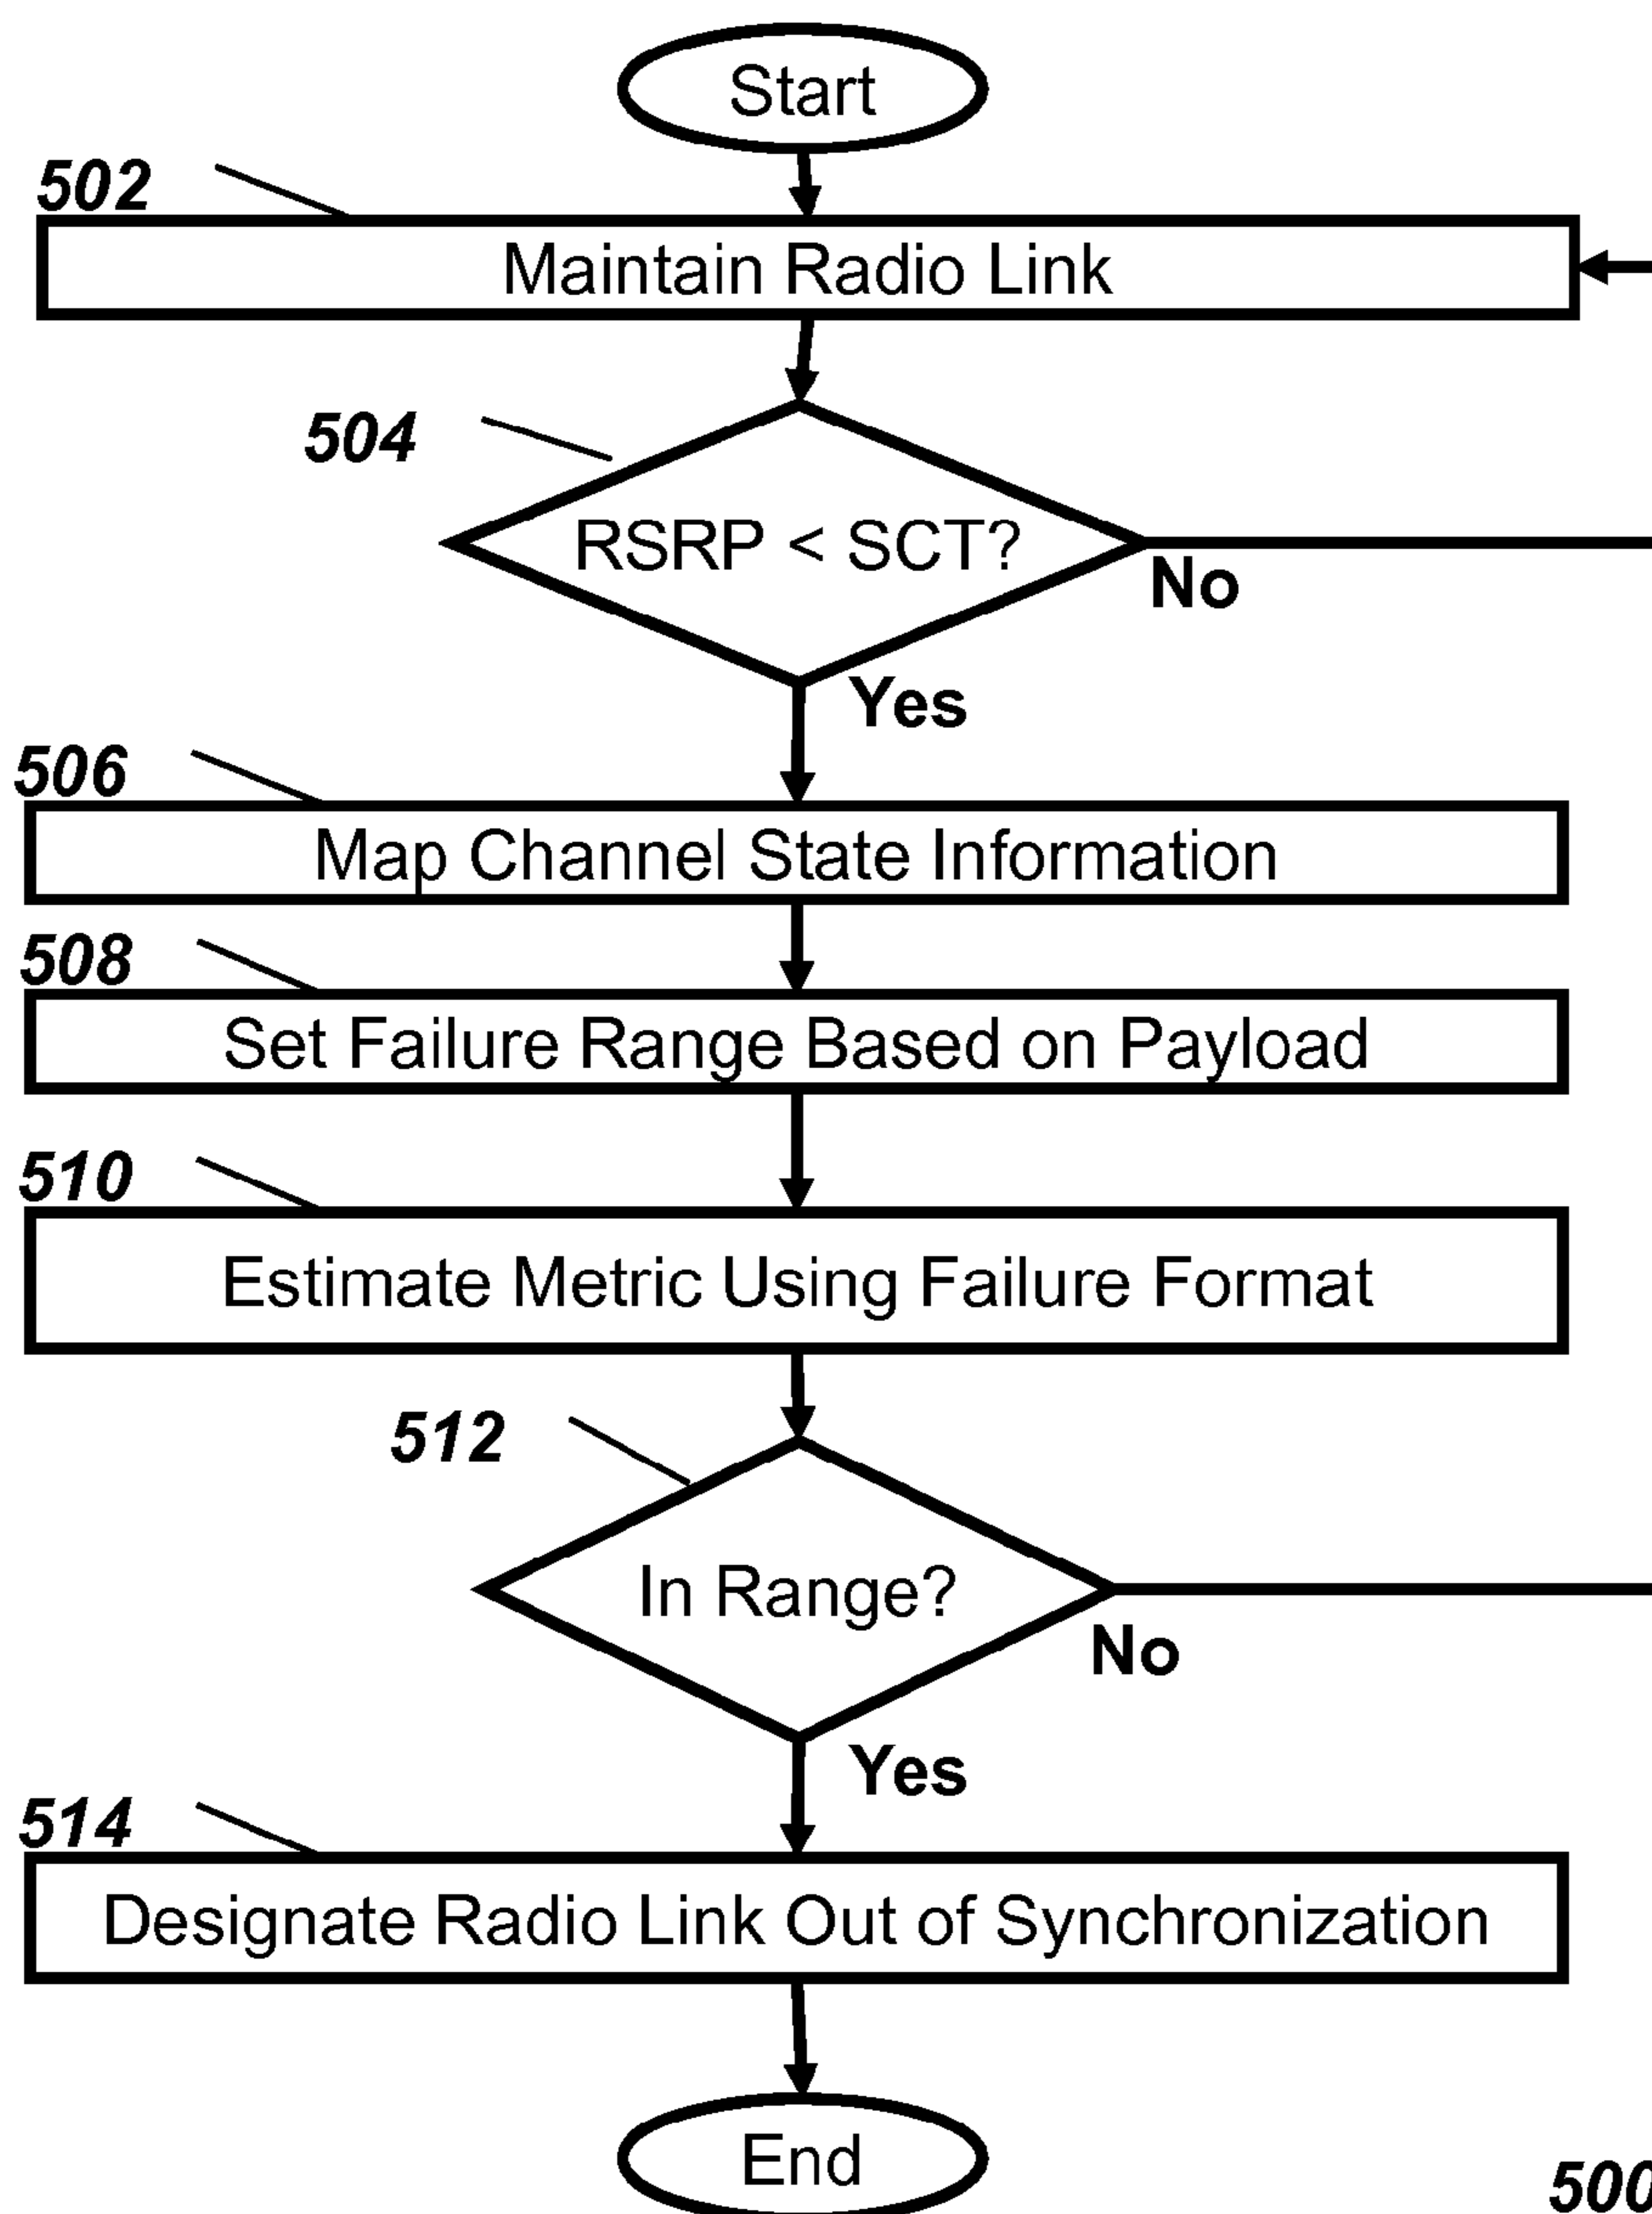 Start
502
Maintain Radio Link
504
RSRP < SCT?
No
Yes
506
Map Channel State Information
508
Set Failure Range Based on Payload
510
Estimate Metric Using Failure Format
512
In Range?
No
Yes
514
Designate Radio Link Out of Synchronization
End
500